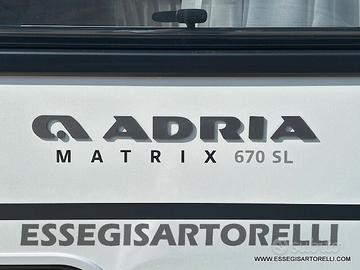 ADRIA
MATRIX 670 SL
ESSEGISARTORELLI
WWW.ESSEGISARTORELLI.COM